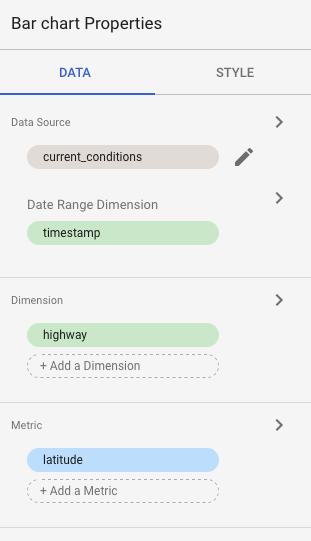 Bar chart Properties
DATA
STYLE
Data Source
current_conditions
Date Range Dimension
timestamp
Dimension
highway
+ Add a Dimension
Metric
latitude
+ Add a Metric